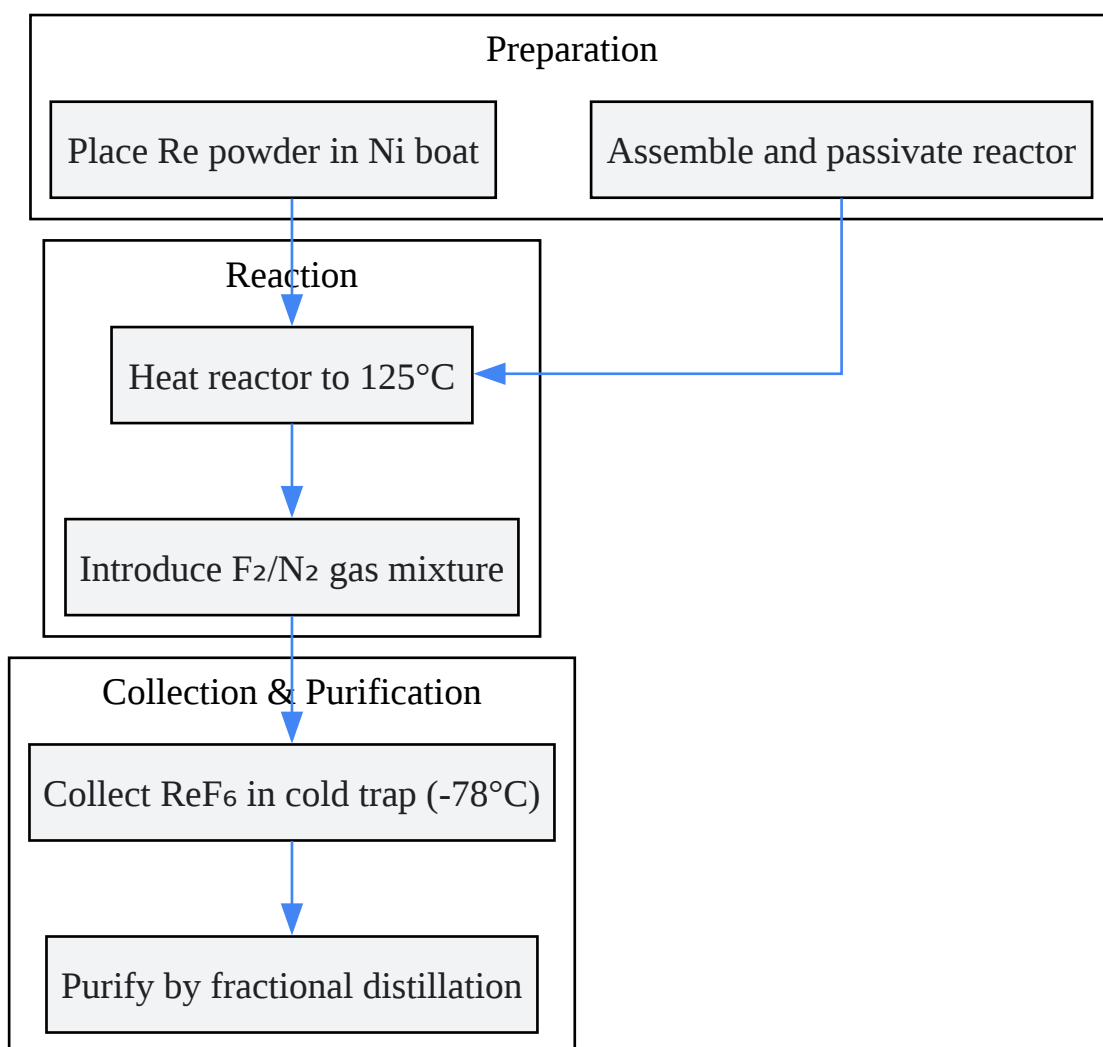 Preparation
Place Re powder in Ni boat
Assemble and passivate reactor
Reaction
Heat reactor to 125°C
Introduce F₂/N₂ gas mixture
Collection & Purification
Collect ReF₆ in cold trap (-78°C)
Purify by fractional distillation